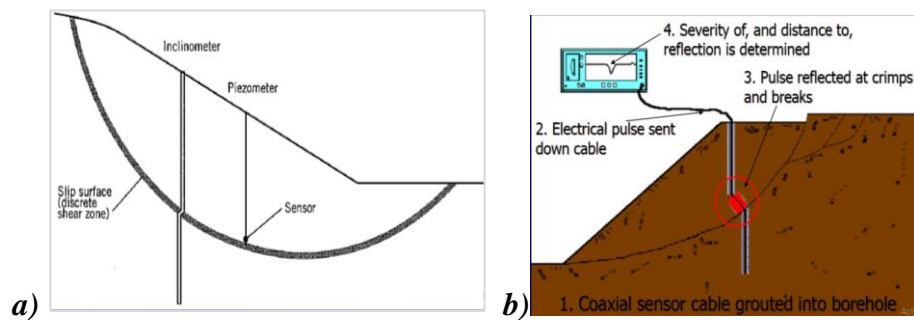 Inclinometer
Piezometer
Slip surface
(discrete
shear zone)
Sensor
a)
4. Severity of, and distance to,
reflection is determined
3. Pulse reflected at crimps
and breaks
2. Electrical pulse sent
down cable
1. Coaxial sensor cable grouted into borehole
b)